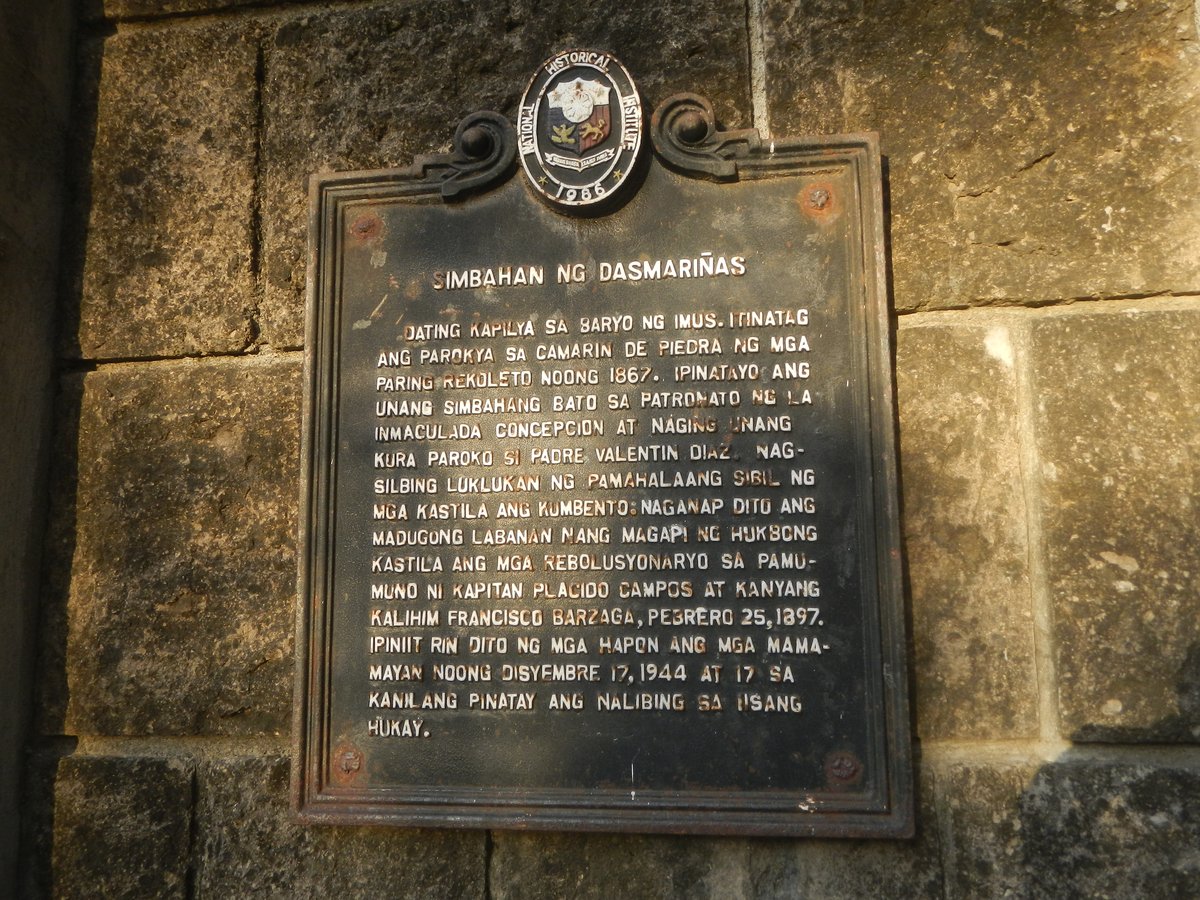 NATIONAL HISTORICAL INSTITUTE
1986
SIMBAHAN NG DASMARIÑAS
DATING KAPILYA SA BARYO NG IMUS. ITINATAG
ANG PAROKYA SA CAMARIN DE PIEDRA NG MGA
PARING REKOLETO NOONG 1867. IPINATAYO ANG
UNANG SIMBAHANG BATO SA PATRONATO NG LA
INMACULADA CONCEPCION AT NAGING UNANG
KURA PAROKO SI PADRE VALENTIN DIAZ. NAG-
SILBING LUKLUKAN NG PAMAHALAANG SIBIL NG
MGA KASTILA ANG KUMBENTO; NAGANAP DITO ANG
MADUGONG LABANAN NANG MAGAPI NG HUKBONG
KASTILA ANG MGA REBOLUSYONARYO SA PAMU-
MUNO NI KAPITAN PLACIDO CAMPOS AT KANYANG
KALIHIM FRANCISCO BARZAGA, PEBRERO 25, 1897.
IPINIIT RIN DITO NG MGA HAPON ANG MGA MAMA-
MAYAN NOONG DISYEMBRE 17, 1944 AT 17 SA
KANILANG PINATAY ANG NALIBING SA IISANG
HUKAY.